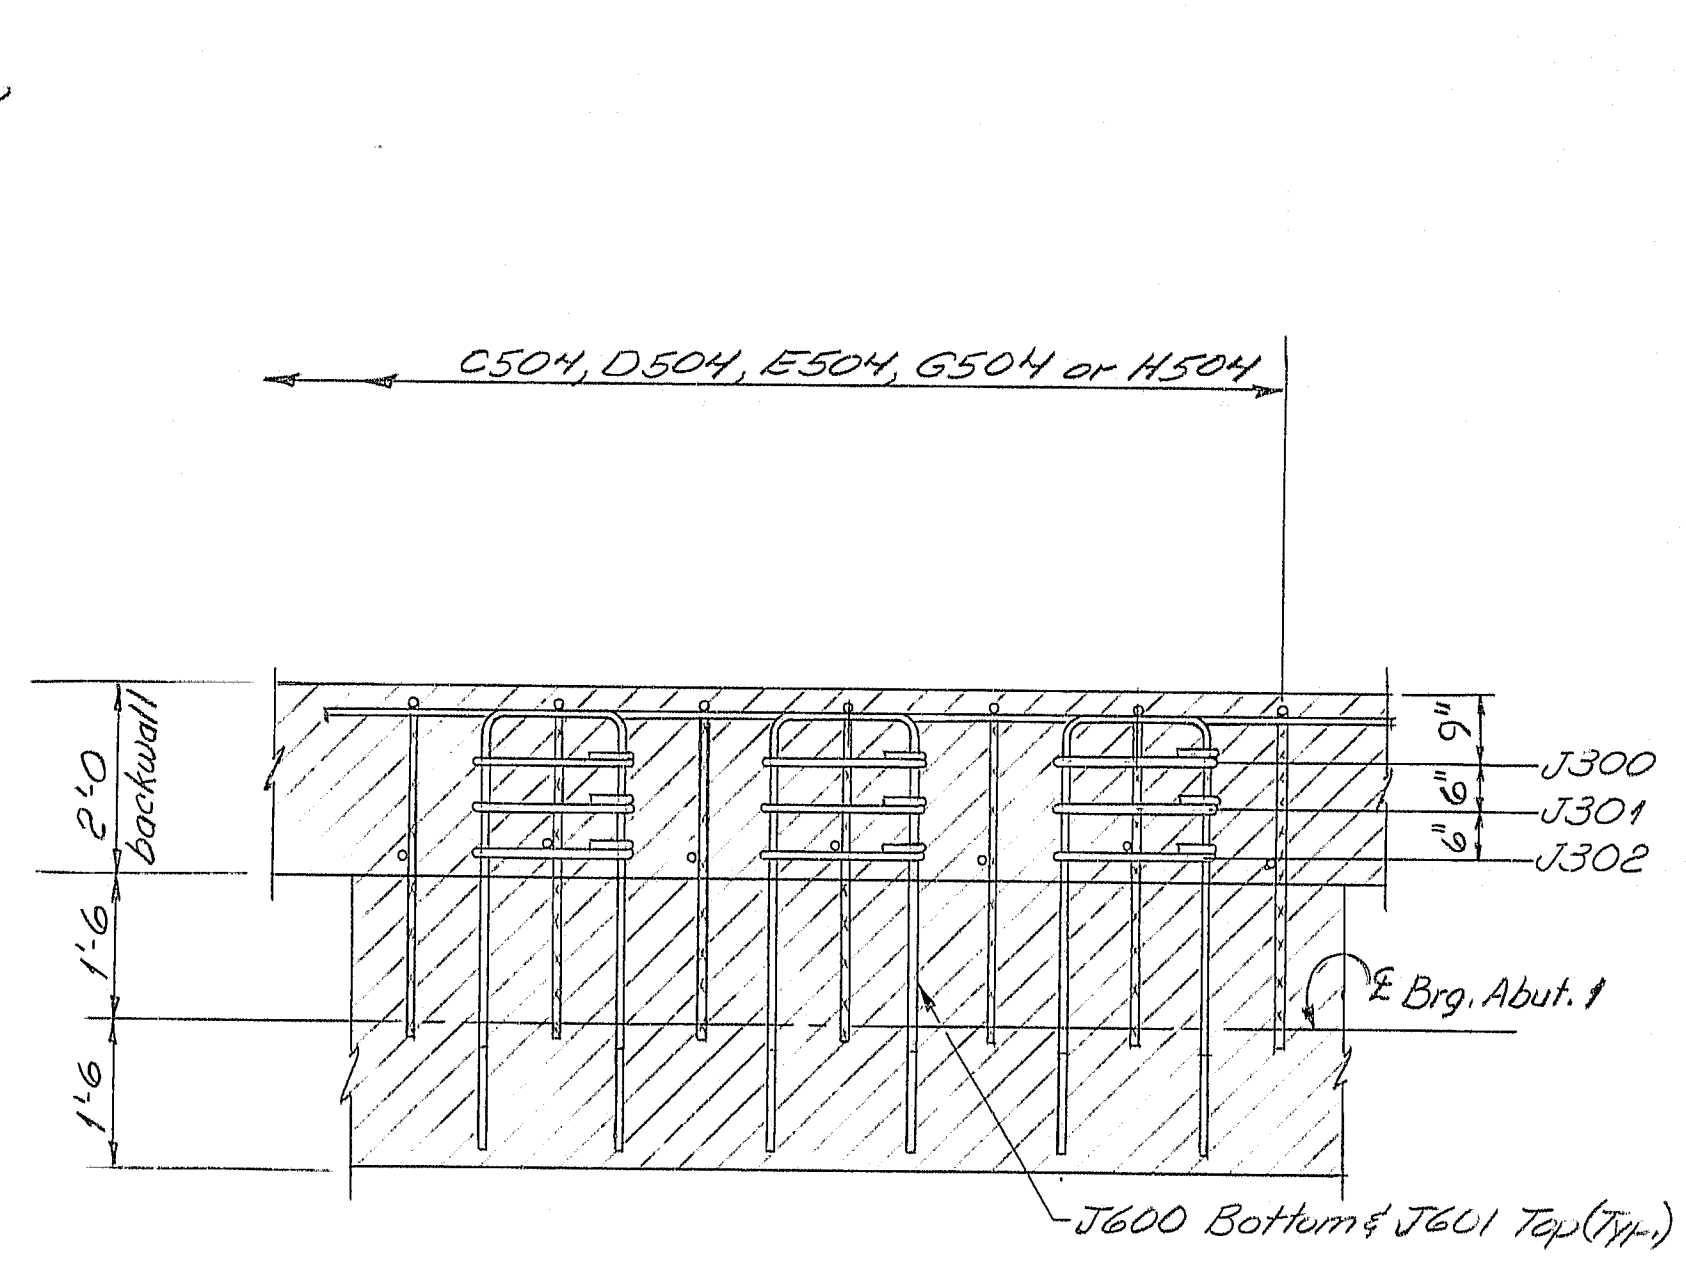 C504, D504, E504, G504 or H504
2'-0
backwall
1'-6
1'-6
9"
6"
6"
J300
J301
J302
℄ Brg. Abut. 1
J600 Bottom & J601 Top (Typ.)